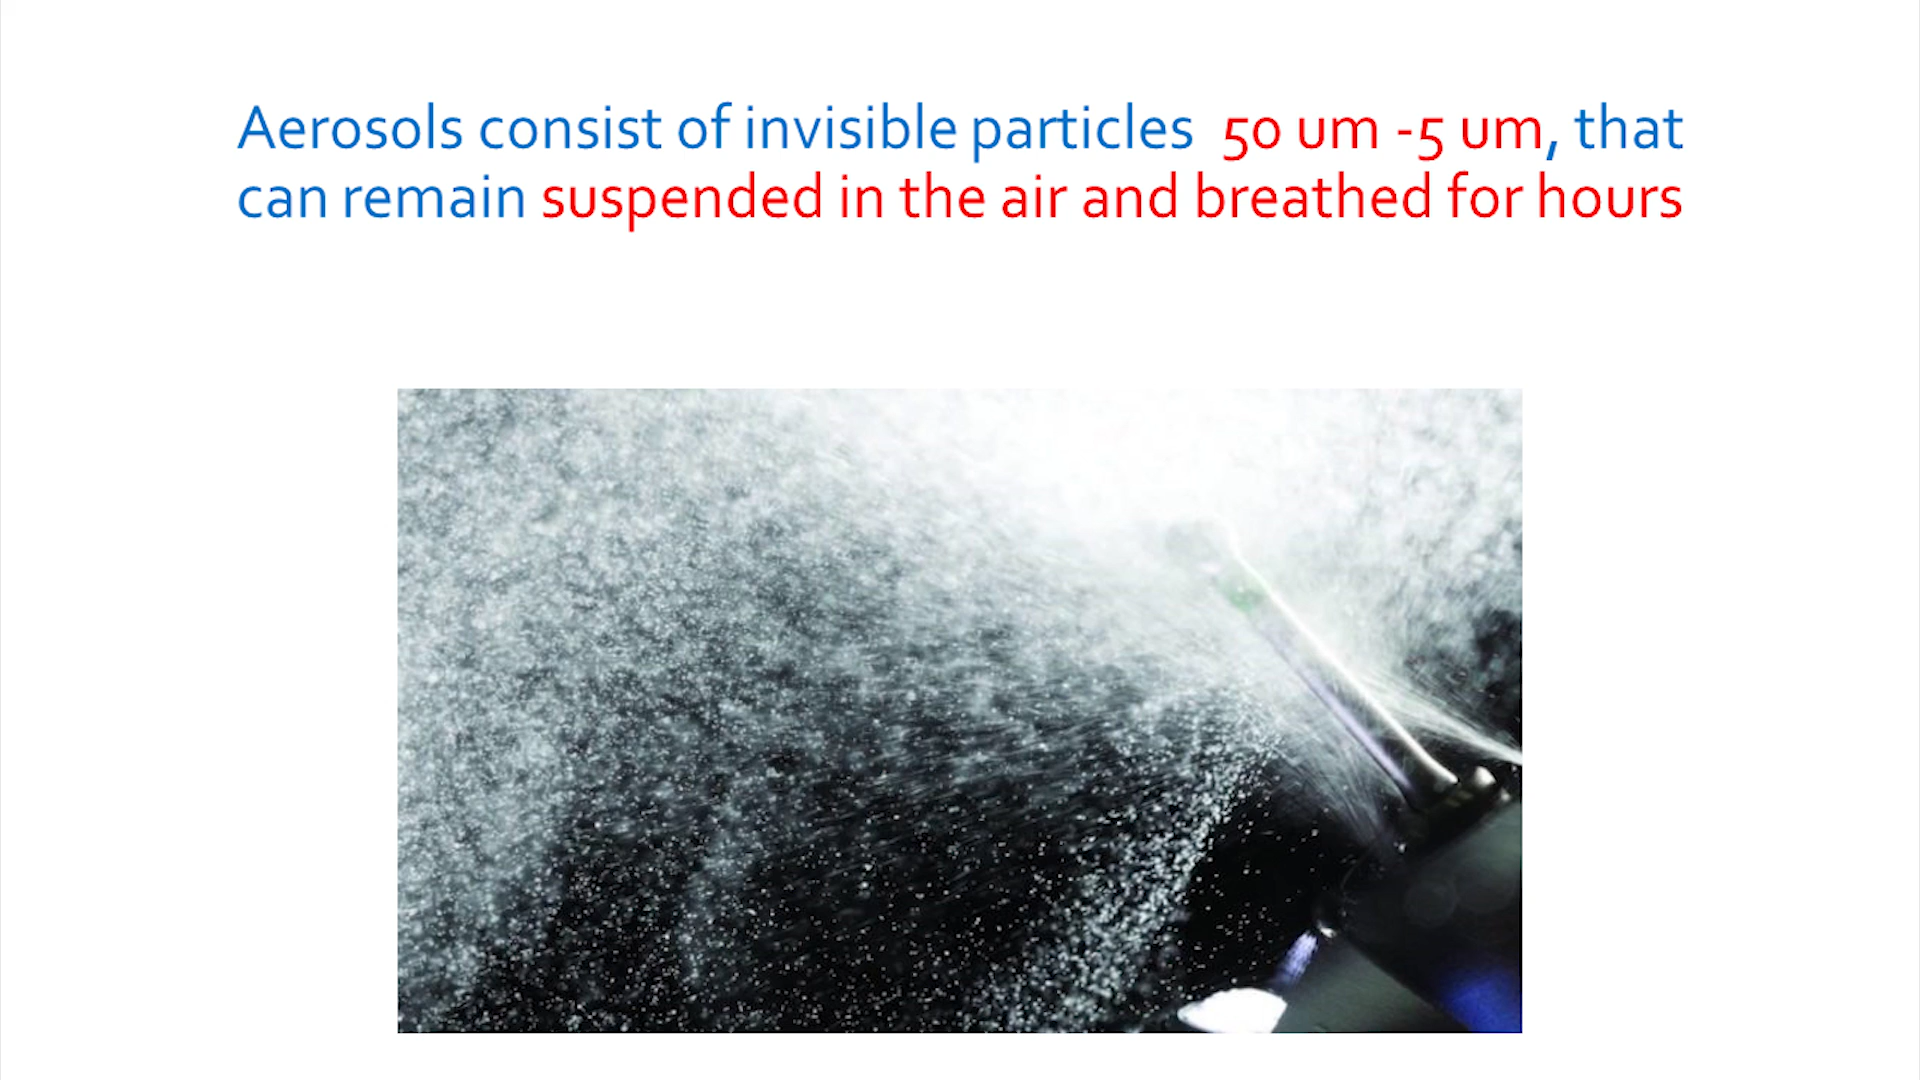 Aerosols consist of invisible particles  50 um -5 um, that
can remain suspended in the air and breathed for hours